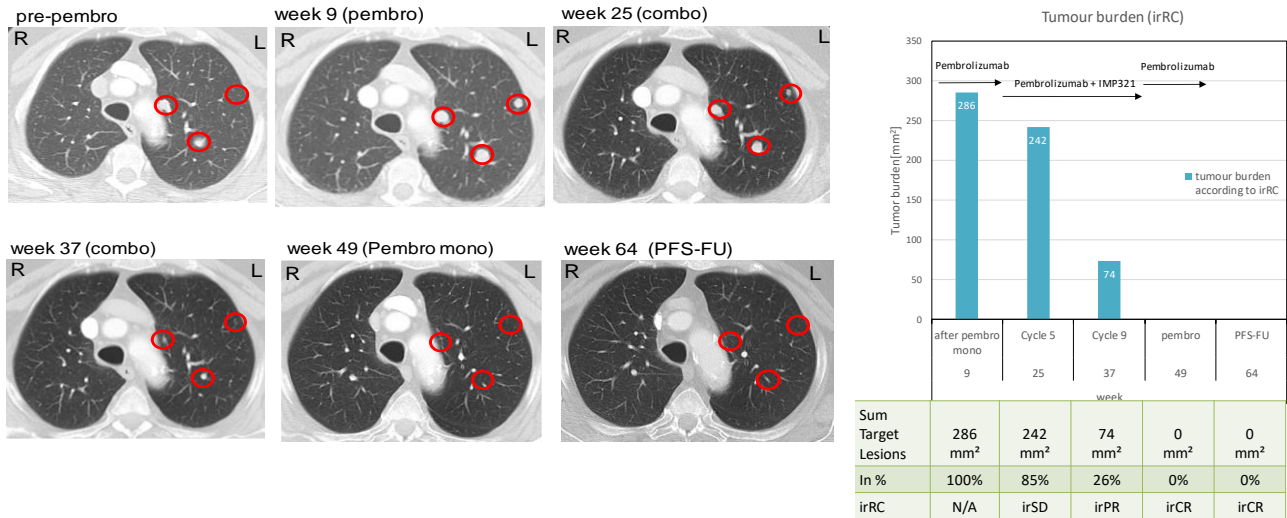 pre-pembro
R
L
week 9 (pembro)
R
L
week 25 (combo)
R
L
week 37 (combo)
R
L
week 49 (Pembro mono)
R
L
week 64 (PFS-FU)
R
L
Tumour burden (irRC)
Tumor burden[mm²]
350
300
250
200
150
100
50
0
Pembrolizumab
Pembrolizumab + IMP321
Pembrolizumab
286
242
74
tumour burden
according to irRC
after pembro
mono
Cycle 5
Cycle 9
pembro
PFS-FU
9
25
37
49
64
week
Sum
Target
Lesions
286
mm²
242
mm²
74
mm²
0
mm²
0
mm²
In %
100%
85%
26%
0%
0%
irRC
N/A
irSD
irPR
irCR
irCR